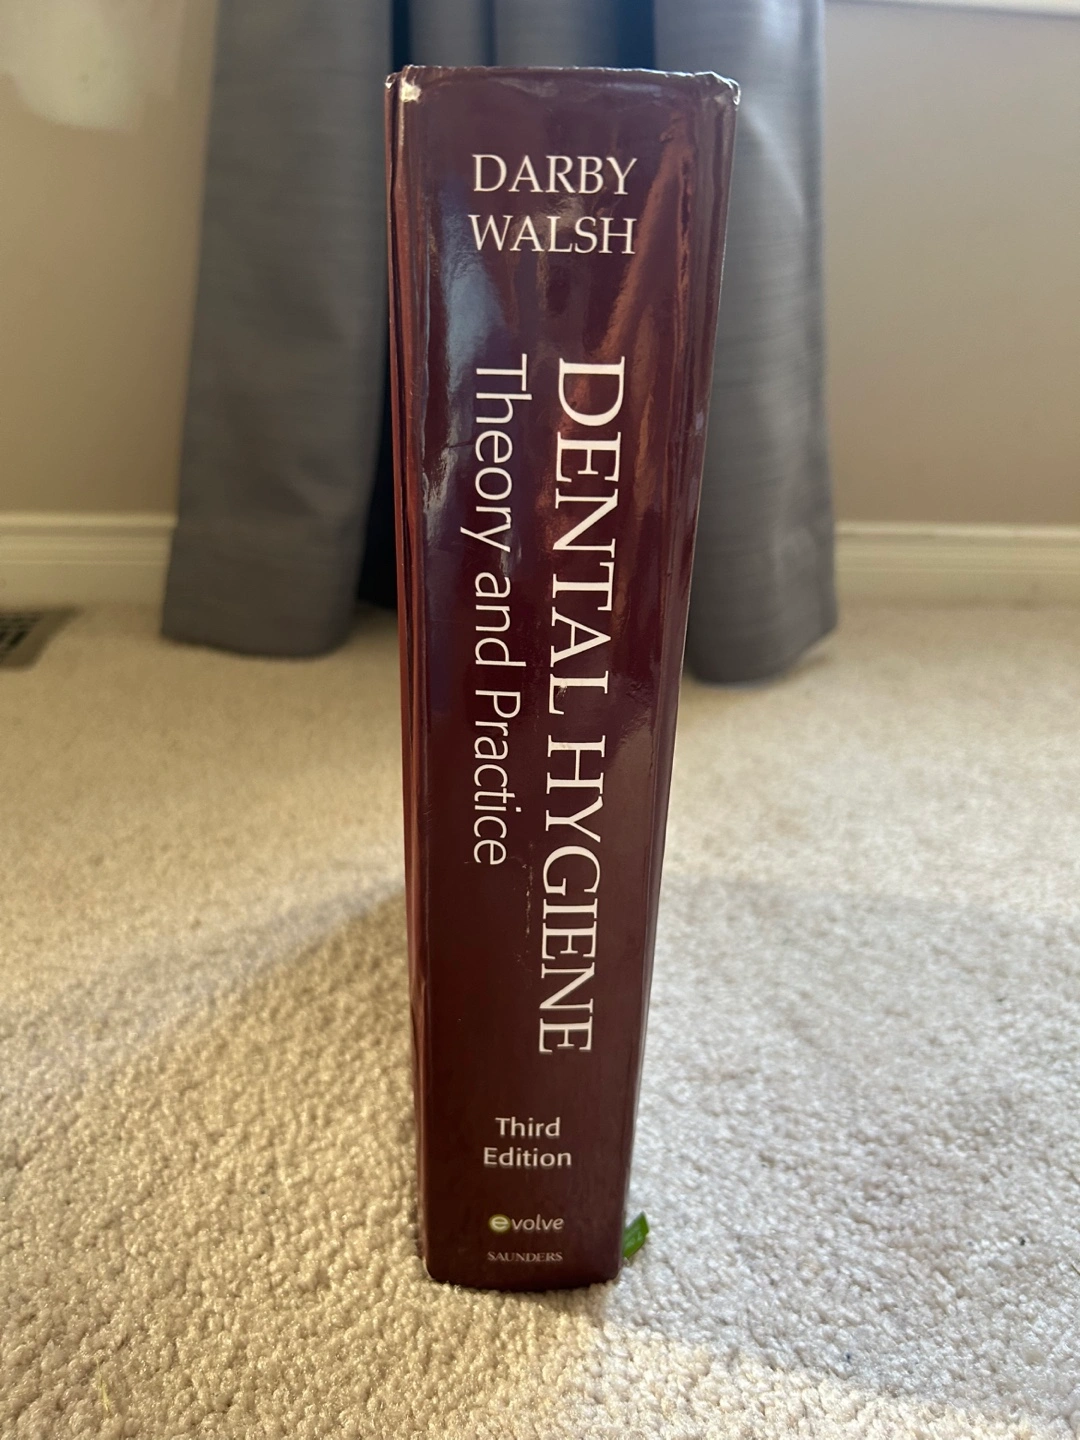 DARBY
WALSH
DENTAL HYGIENE
Theory and Practice
Third
Edition
evolve
SAUNDERS